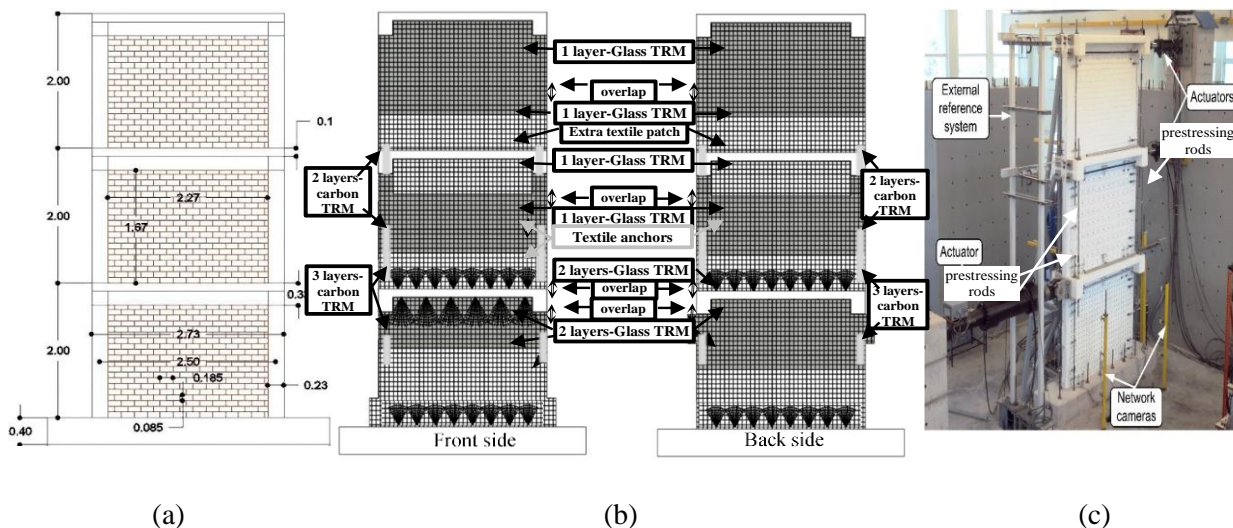 2.00
0.1
2.27
1.67
2.00
0.33
2.73
2.50
0.185
0.23
2.00
0.085
0.40
(a)
1 layer-Glass TRM
overlap
1 layer-Glass TRM
Extra textile patch
1 layer-Glass TRM
2 layers-
carbon
TRM
2 layers-
carbon
TRM
overlap
1 layer-Glass TRM
Textile anchors
2 layers-Glass TRM
3 layers-
carbon
TRM
3 layers-
carbon
TRM
overlap
overlap
2 layers-Glass TRM
Front side
Back side
(b)
External
reference
system
Actuators
prestressing
rods
Actuator
prestressing
rods
Network
cameras
(c)